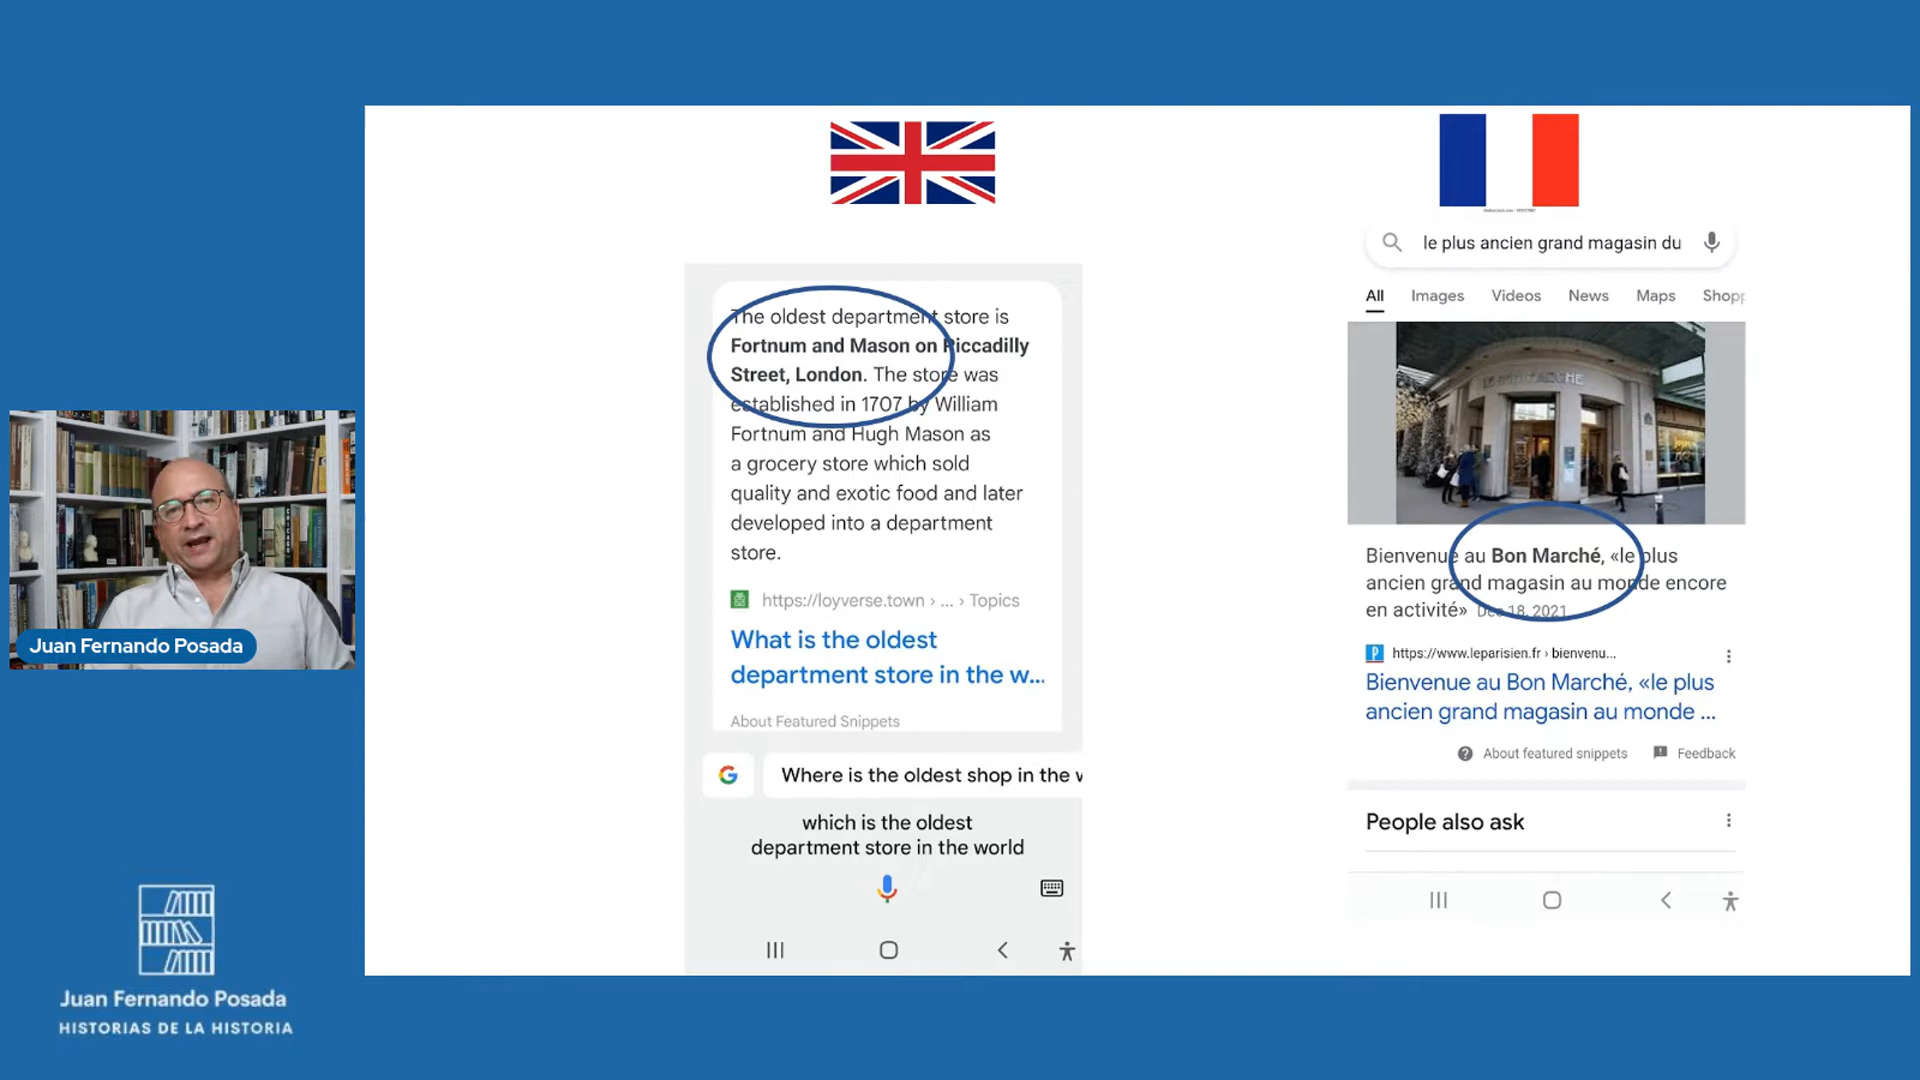 The oldest department store is
Fortnum and Mason on Piccadilly
Street, London. The store was
established in 1707 by William
Fortnum and Hugh Mason as
a grocery store which sold
quality and exotic food and later
developed into a department
store.
https://loyverse.town › ... › Topics
What is the oldest
department store in the w...
About Featured Snippets
G
Where is the oldest shop in the w
which is the oldest
department store in the world
le plus ancien grand magasin du
All Images Videos News Maps Shopp
LE BON MARCHÉ
Bienvenue au Bon Marché, «le plus
ancien grand magasin au monde encore
en activité» Dec 18, 2021
https://www.leparisien.fr › bienvenu...
Bienvenue au Bon Marché, «le plus
ancien grand magasin au monde ...
About featured snippets Feedback
People also ask
Juan Fernando Posada
Juan Fernando Posada
HISTORIAS DE LA HISTORIA